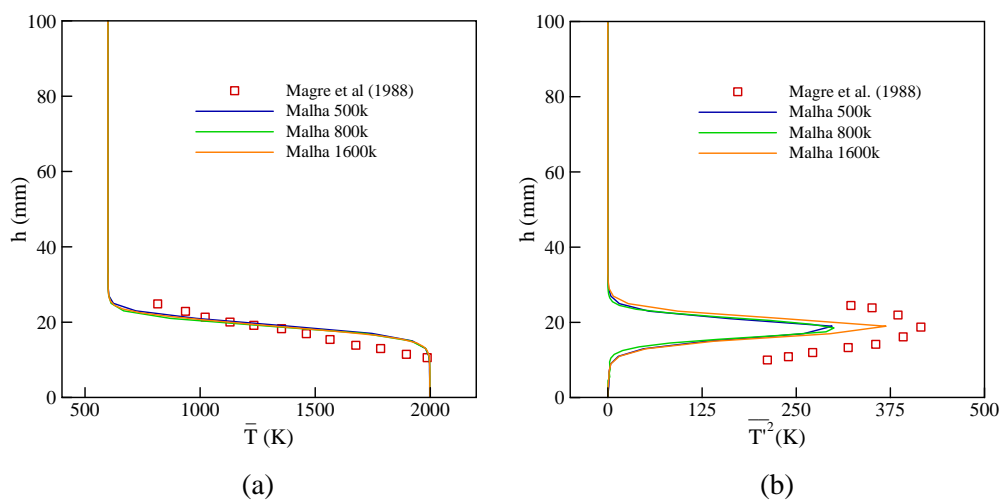 100
80
60
40
20
0
h (mm)
Magre et al (1988)
Malha 500k
Malha 800k
Malha 1600k
500
1000
1500
2000
T̅ (K)
(a)
100
80
60
40
20
0
h (mm)
Magre et al. (1988)
Malha 500k
Malha 800k
Malha 1600k
0
125
250
375
500
T'² (K)
(b)